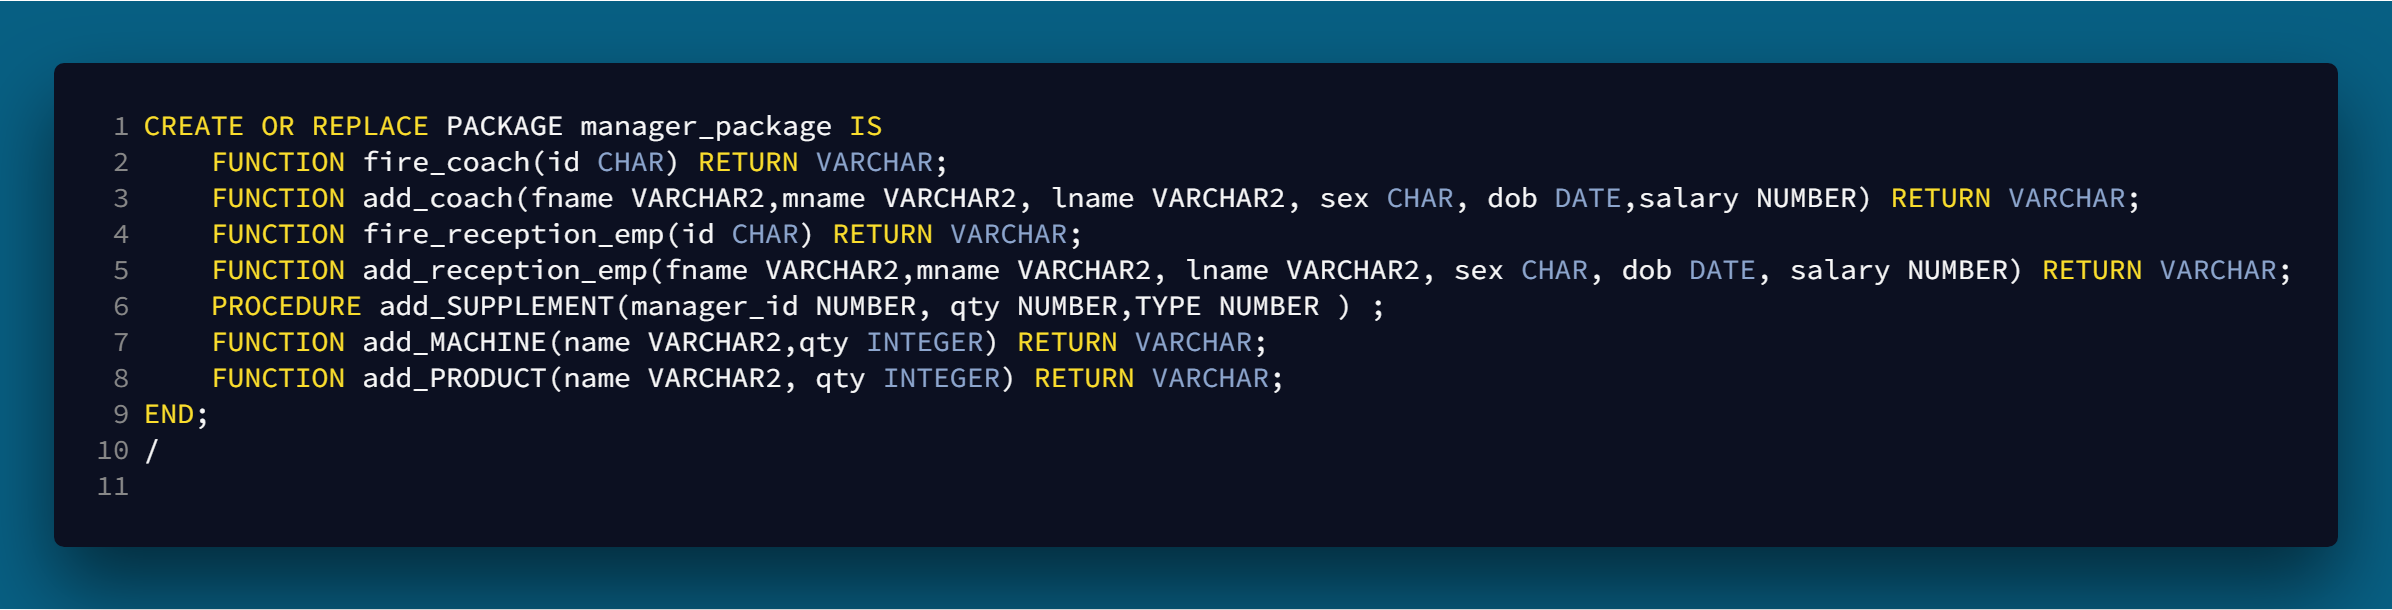 1 CREATE OR REPLACE PACKAGE manager_package IS
2     FUNCTION fire_coach(id CHAR) RETURN VARCHAR;
3     FUNCTION add_coach(fname VARCHAR2,mname VARCHAR2, lname VARCHAR2, sex CHAR, dob DATE,salary NUMBER) RETURN VARCHAR;
4     FUNCTION fire_reception_emp(id CHAR) RETURN VARCHAR;
5     FUNCTION add_reception_emp(fname VARCHAR2,mname VARCHAR2, lname VARCHAR2, sex CHAR, dob DATE, salary NUMBER) RETURN VARCHAR;
6     PROCEDURE add_SUPPLEMENT(manager_id NUMBER, qty NUMBER,TYPE NUMBER ) ;
7     FUNCTION add_MACHINE(name VARCHAR2,qty INTEGER) RETURN VARCHAR;
8     FUNCTION add_PRODUCT(name VARCHAR2, qty INTEGER) RETURN VARCHAR;
9 END;
10 /
11